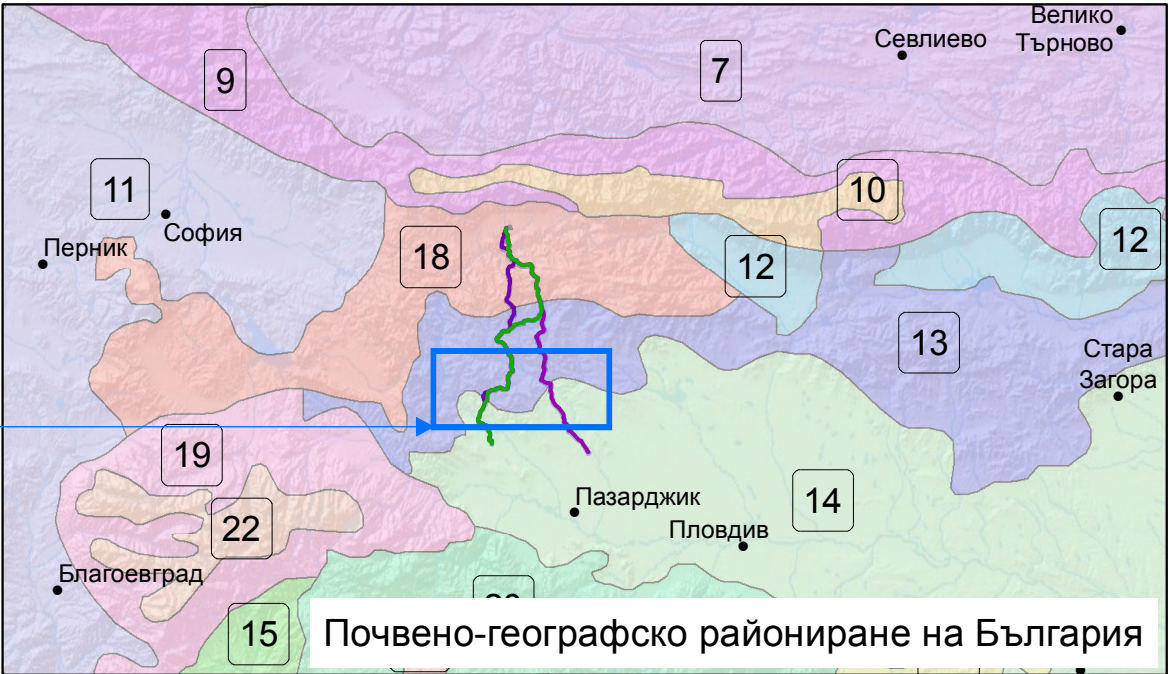 Велико
Търново
Севлиево
7
9
11
10
12
София
Перник
18
12
13
Стара
Загора
19
Пазарджик
14
22
Пловдив
Благоевград
15
Почвено-географско райониране на България